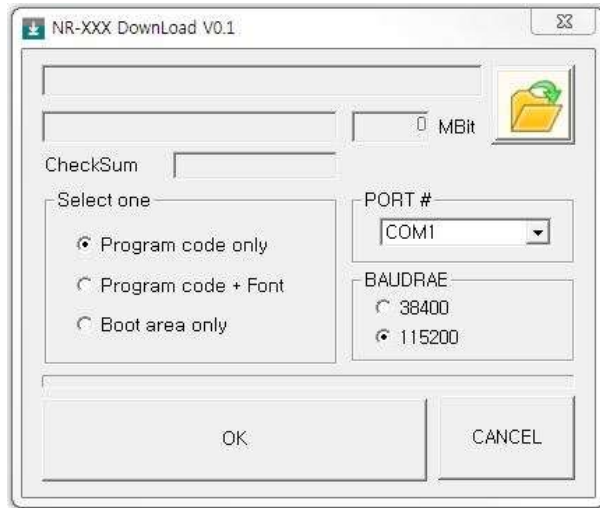 NR-XXX DownLoad V0.1
0 MBit
CheckSum
Select one
Program code only
Program code + Font
Boot area only
PORT #
COM1
BAUDRAE
38400
115200
OK
CANCEL